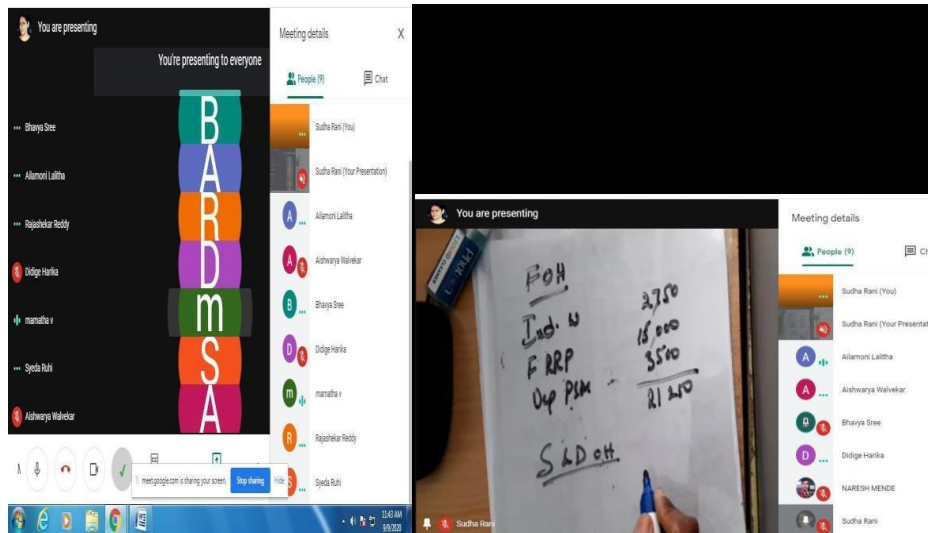 You are presenting
You're presenting to everyone
Bhavya Sree
Ailamoni Lalitha
Rajashekar Reddy
Didige Harika
mamatha v
Syeda Ruhi
Aishwarya Walvekar
B
A
R
D
m
S
A
meet.google.com is sharing your screen.
Stop sharing
Hide
11:43 AM
9/9/2020
Meeting details
X
People (9)
Chat
Sudha Rani (You)
Sudha Rani (Your Presentation)
A
Ailamoni Lalitha
A
Aishwarya Walvekar
B
Bhavya Sree
D
Didige Harika
m
mamatha v
R
Rajashekar Reddy
S
Syeda Ruhi
You are presenting
FOH
Ind. W 2750
F RRP 15,000
Dep P&M - 3500
21250
S & D OH
Sudha Rani
Meeting details
People (9)
Ch
Sudha Rani (You)
Sudha Rani (Your Presentat
A
Ailamoni Lalitha
A
Aishwarya Walvekar
Bhavya Sree
D
Didige Harika
NARESH MENDE
Sudha Rani